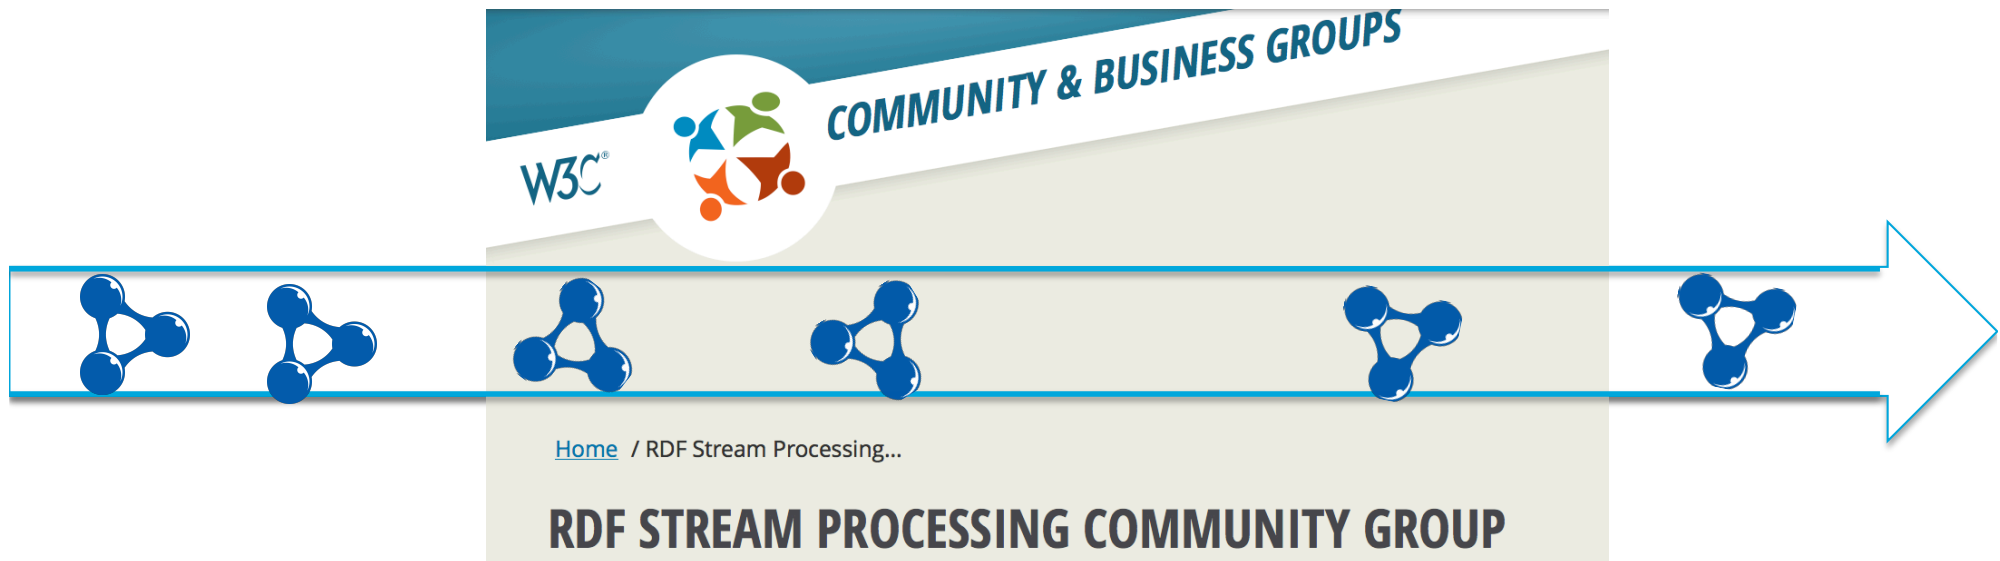 COMMUNITY & BUSINESS GROUPS
W3C®
Home / RDF Stream Processing...
RDF STREAM PROCESSING COMMUNITY GROUP